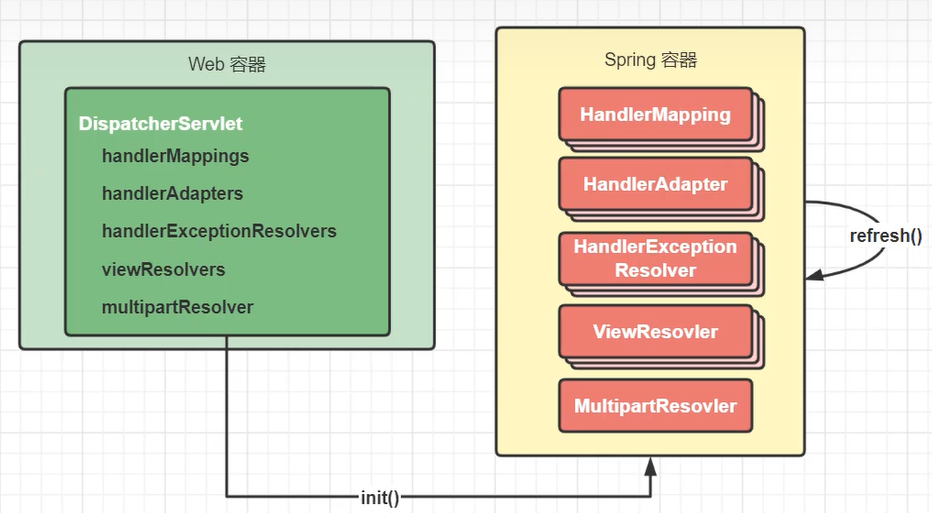 Web 容器
DispatcherServlet
handlerMappings
handlerAdapters
handlerExceptionResolvers
viewResolvers
multipartResolver
Spring 容器
HandlerMapping
HandlerAdapter
HandlerException
Resolver
ViewResovler
MultipartResovler
refresh()
init()